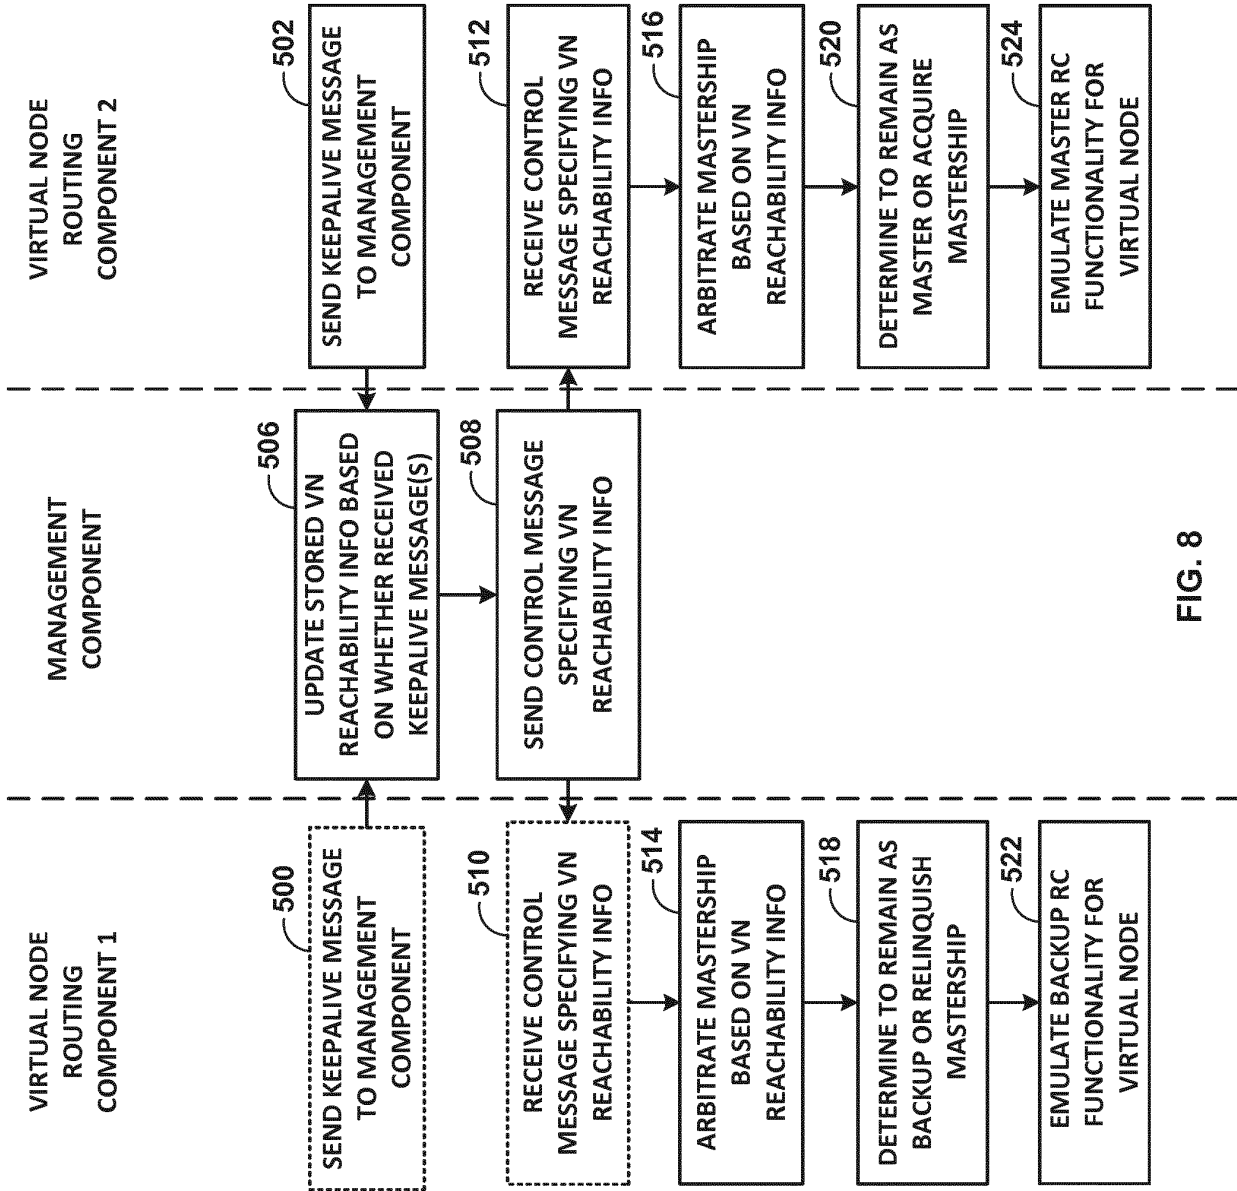 VIRTUAL NODE
ROUTING
COMPONENT 1
MANAGEMENT
COMPONENT
VIRTUAL NODE
ROUTING
COMPONENT 2
500
SEND KEEPALIVE MESSAGE
TO MANAGEMENT
COMPONENT
506
UPDATE STORED VN
REACHABILITY INFO BASED
ON WHETHER RECEIVED
KEEPALIVE MESSAGE(S)
502
SEND KEEPALIVE MESSAGE
TO MANAGEMENT
COMPONENT
510
RECEIVE CONTROL
MESSAGE SPECIFYING VN
REACHABILITY INFO
508
SEND CONTROL MESSAGE
SPECIFYING VN
REACHABILITY INFO
512
RECEIVE CONTROL
MESSAGE SPECIFYING VN
REACHABILITY INFO
514
ARBITRATE MASTERSHIP
BASED ON VN
REACHABILITY INFO
516
ARBITRATE MASTERSHIP
BASED ON VN
REACHABILITY INFO
518
DETERMINE TO REMAIN AS
BACKUP OR RELINQUISH
MASTERSHIP
520
DETERMINE TO REMAIN AS
MASTER OR ACQUIRE
MASTERSHIP
522
EMULATE BACKUP RC
FUNCTIONALITY FOR
VIRTUAL NODE
524
EMULATE MASTER RC
FUNCTIONALITY FOR
VIRTUAL NODE
FIG. 8